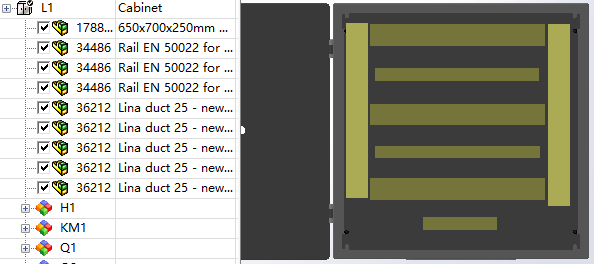 L1 Cabinet
1788... 650x700x250mm ...
34486 Rail EN 50022 for ...
34486 Rail EN 50022 for ...
34486 Rail EN 50022 for ...
36212 Lina duct 25 - new...
36212 Lina duct 25 - new...
36212 Lina duct 25 - new...
36212 Lina duct 25 - new...
36212 Lina duct 25 - new...
H1
KM1
Q1